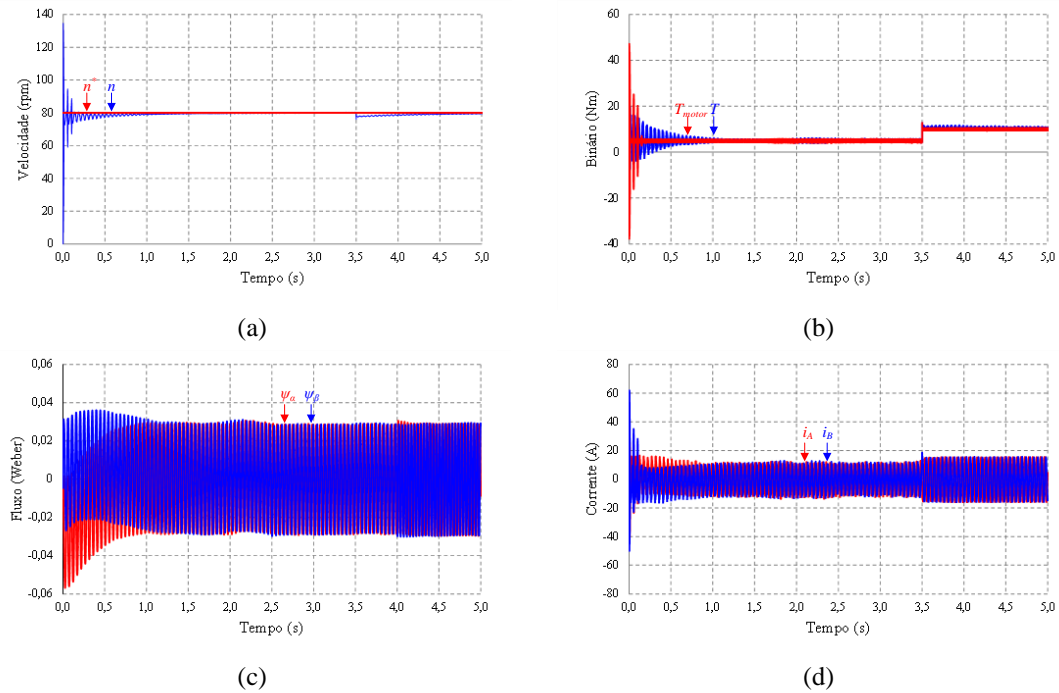 140
120
100
80
60
40
20
0
Velocidade (rpm)
n* n
0,0 0,5 1,0 1,5 2,0 2,5 3,0 3,5 4,0 4,5 5,0
Tempo (s)
(a)
60
40
20
0
-20
-40
Binário (Nm)
T_motor T
0,0 0,5 1,0 1,5 2,0 2,5 3,0 3,5 4,0 4,5 5,0
Tempo (s)
(b)
0,06
0,04
0,02
0
-0,02
-0,04
-0,06
Fluxo (Weber)
ψα ψβ
0,0 0,5 1,0 1,5 2,0 2,5 3,0 3,5 4,0 4,5 5,0
Tempo (s)
(c)
80
60
40
20
0
-20
-40
-60
-80
Corrente (A)
i_A i_B
0,0 0,5 1,0 1,5 2,0 2,5 3,0 3,5 4,0 4,5 5,0
Tempo (s)
(d)